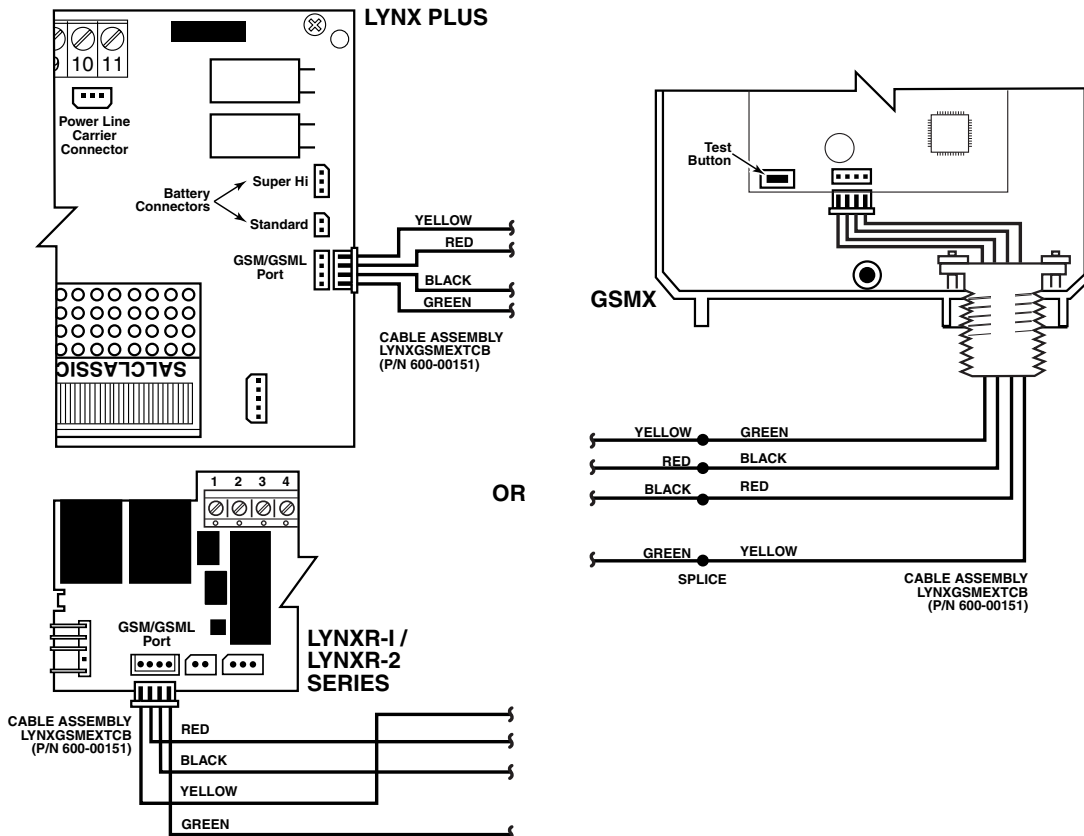 LYNX PLUS
9 10 11
Power Line
Carrier
Connector
Battery
Connectors
Super Hi
Standard
GSM/GSML
Port
YELLOW
RED
BLACK
GREEN
CABLE ASSEMBLY
LYNXGSMEXTCB
(P/N 600-00151)
SALCLASSIC
OR
1 2 3 4
GSM/GSML
Port
LYNXR-I /
LYNXR-2
SERIES
CABLE ASSEMBLY
LYNXGSMEXTCB
(P/N 600-00151)
RED
BLACK
YELLOW
GREEN
Test
Button
GSMX
YELLOW GREEN
RED BLACK
BLACK RED
GREEN YELLOW
SPLICE
CABLE ASSEMBLY
LYNXGSMEXTCB
(P/N 600-00151)